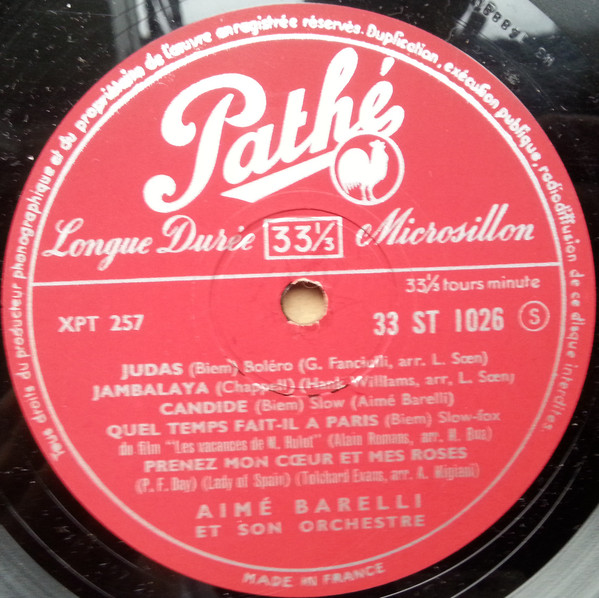 Tous droits du producteur phonographique et du propriétaire de l'œuvre enregistrée réservés. Duplication, exécution publique, radiodiffusion de ce disque interdites.
Pathé
Longue Durée 33⅓ Microsillon
33⅓ tours minute
XPT 257 33 ST 1026 S
JUDAS (Biem) Boléro (G. Fanciulli, arr. L. Sœn)
JAMBALAYA (Chappell) (Hank Williams, arr. L. Sœn)
CANDIDE (Biem) Slow (Aimé Barelli)
QUEL TEMPS FAIT-IL A PARIS (Biem) Slow-fox
du film "Les vacances de M. Hulot" (Alain Romans, arr. M. Bua)
PRENEZ MON CŒUR ET MES ROSES
(P. F. Day) (Lady of Spain) (Tolchard Evans, arr. A. Migiani)
AIMÉ BARELLI
ET SON ORCHESTRE
MADE IN FRANCE